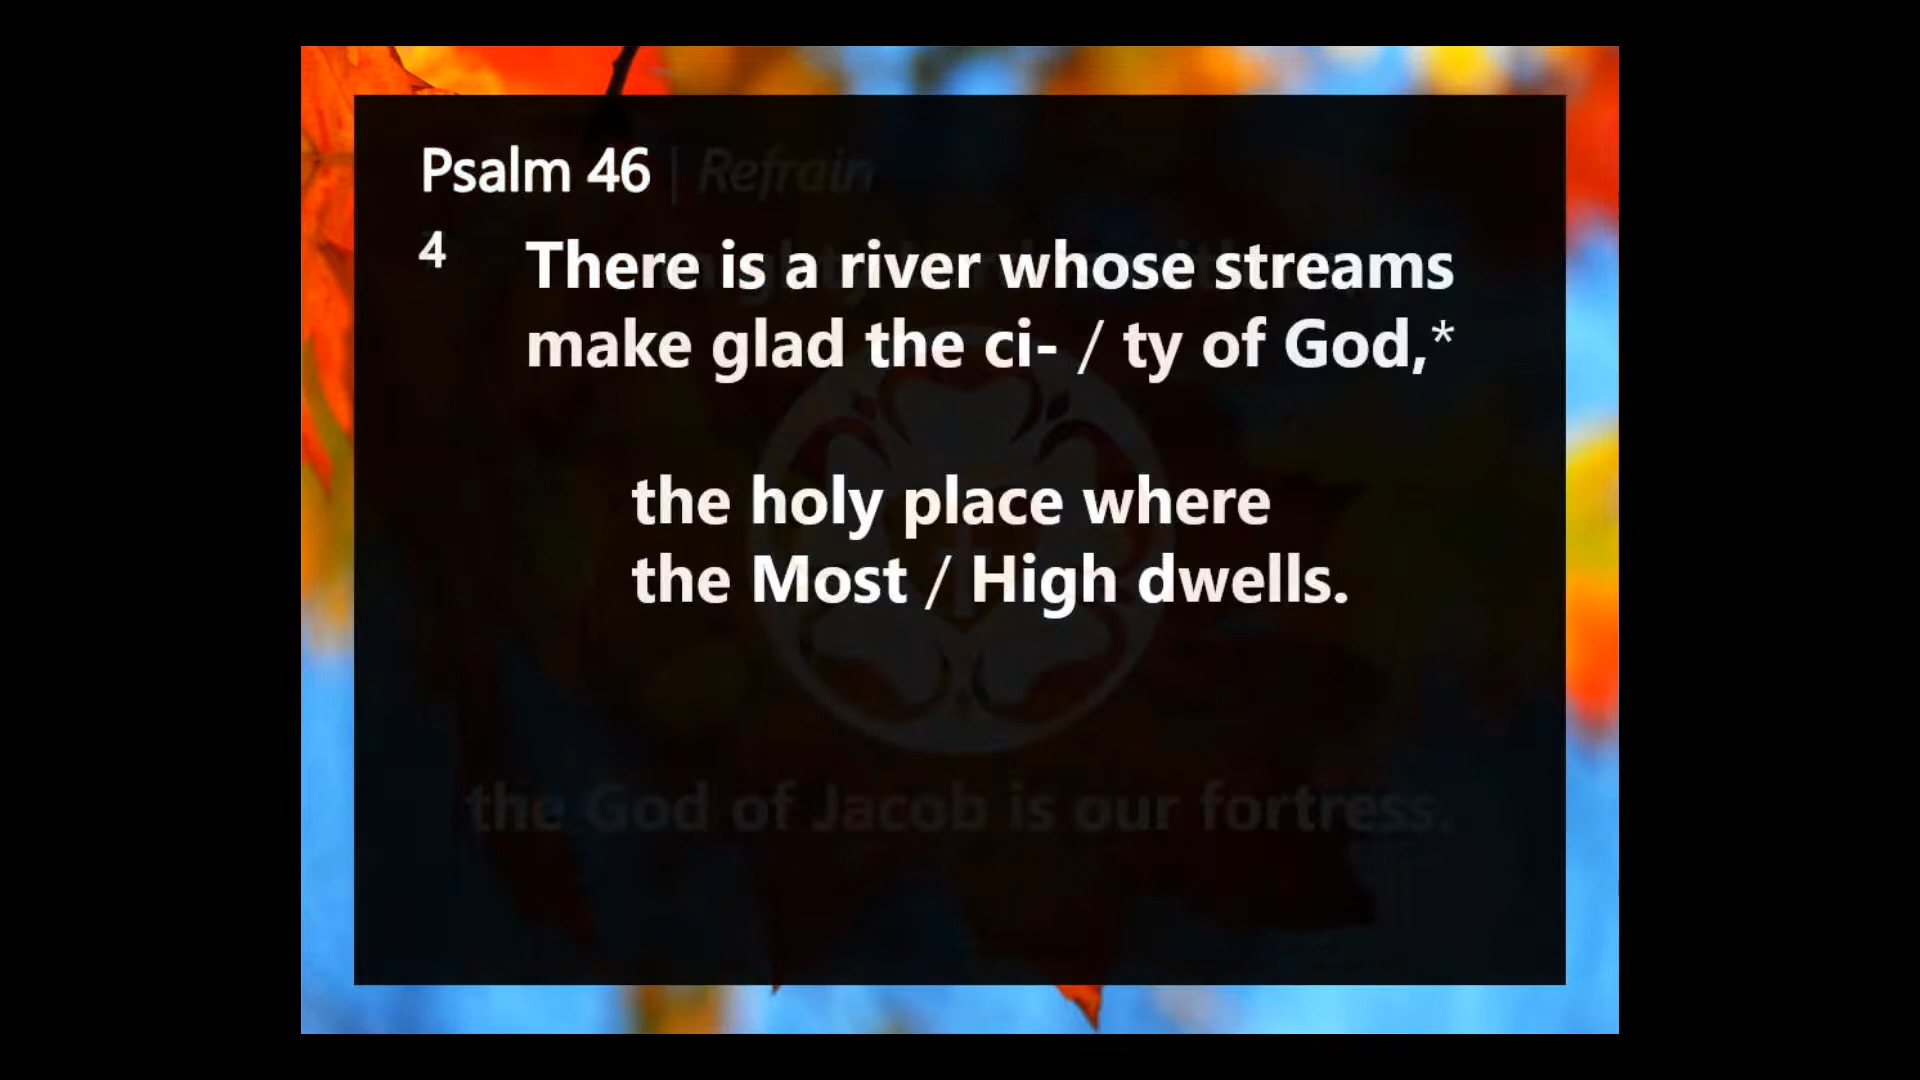 Psalm 46 | Refrain
4 There is a river whose streams
make glad the ci- / ty of God,*
the holy place where
the Most / High dwells.
the God of Jacob is our fortress.